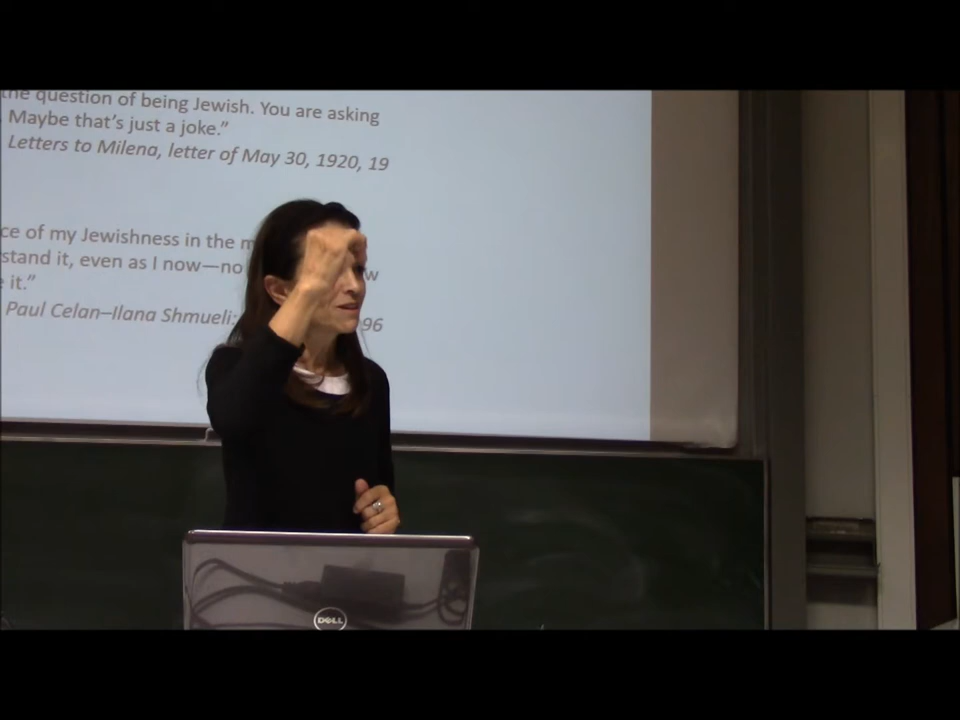 the question of being Jewish. You are asking
Maybe that's just a joke."
Letters to Milena, letter of May 30, 1920, 19
ce of my Jewishness in the m
stand it, even as I now—no w
it."
Paul Celan–Ilana Shmueli: 96
DELL